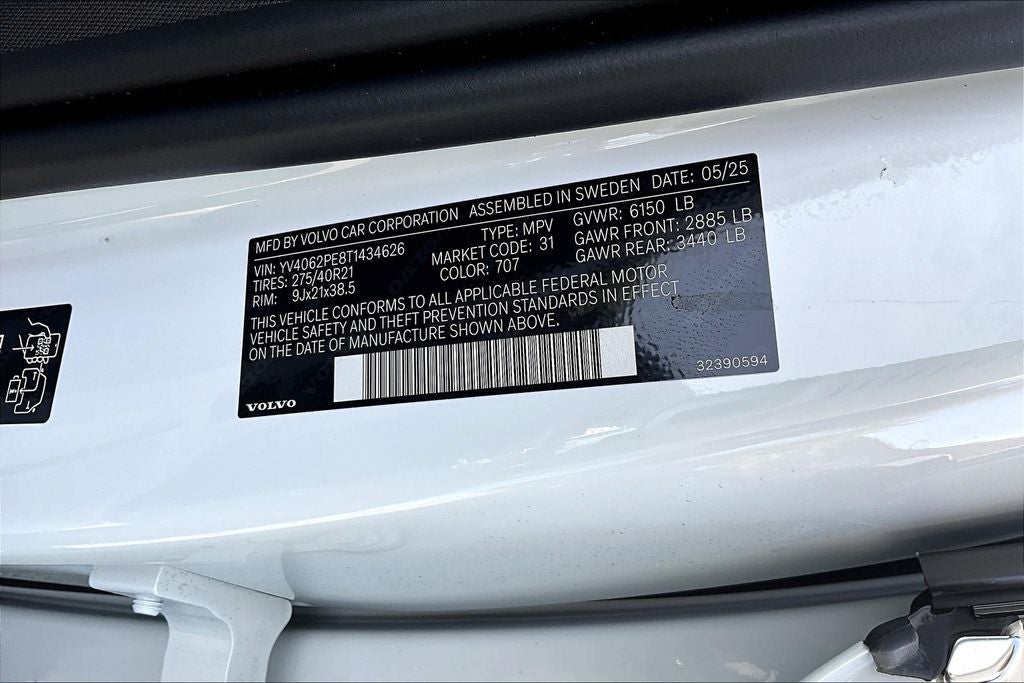 MFD BY VOLVO CAR CORPORATION ASSEMBLED IN SWEDEN DATE: 05/25
VIN: YV4062PE8T1434626 TYPE: MPV GVWR: 6150 LB
TIRES: 275/40R21 MARKET CODE: 31 GAWR FRONT: 2885 LB
RIM: 9Jx21x38.5 COLOR: 707 GAWR REAR: 3440 LB
THIS VEHICLE CONFORMS TO ALL APPLICABLE FEDERAL MOTOR
VEHICLE SAFETY AND THEFT PREVENTION STANDARDS IN EFFECT
ON THE DATE OF MANUFACTURE SHOWN ABOVE.
VOLVO 32390594